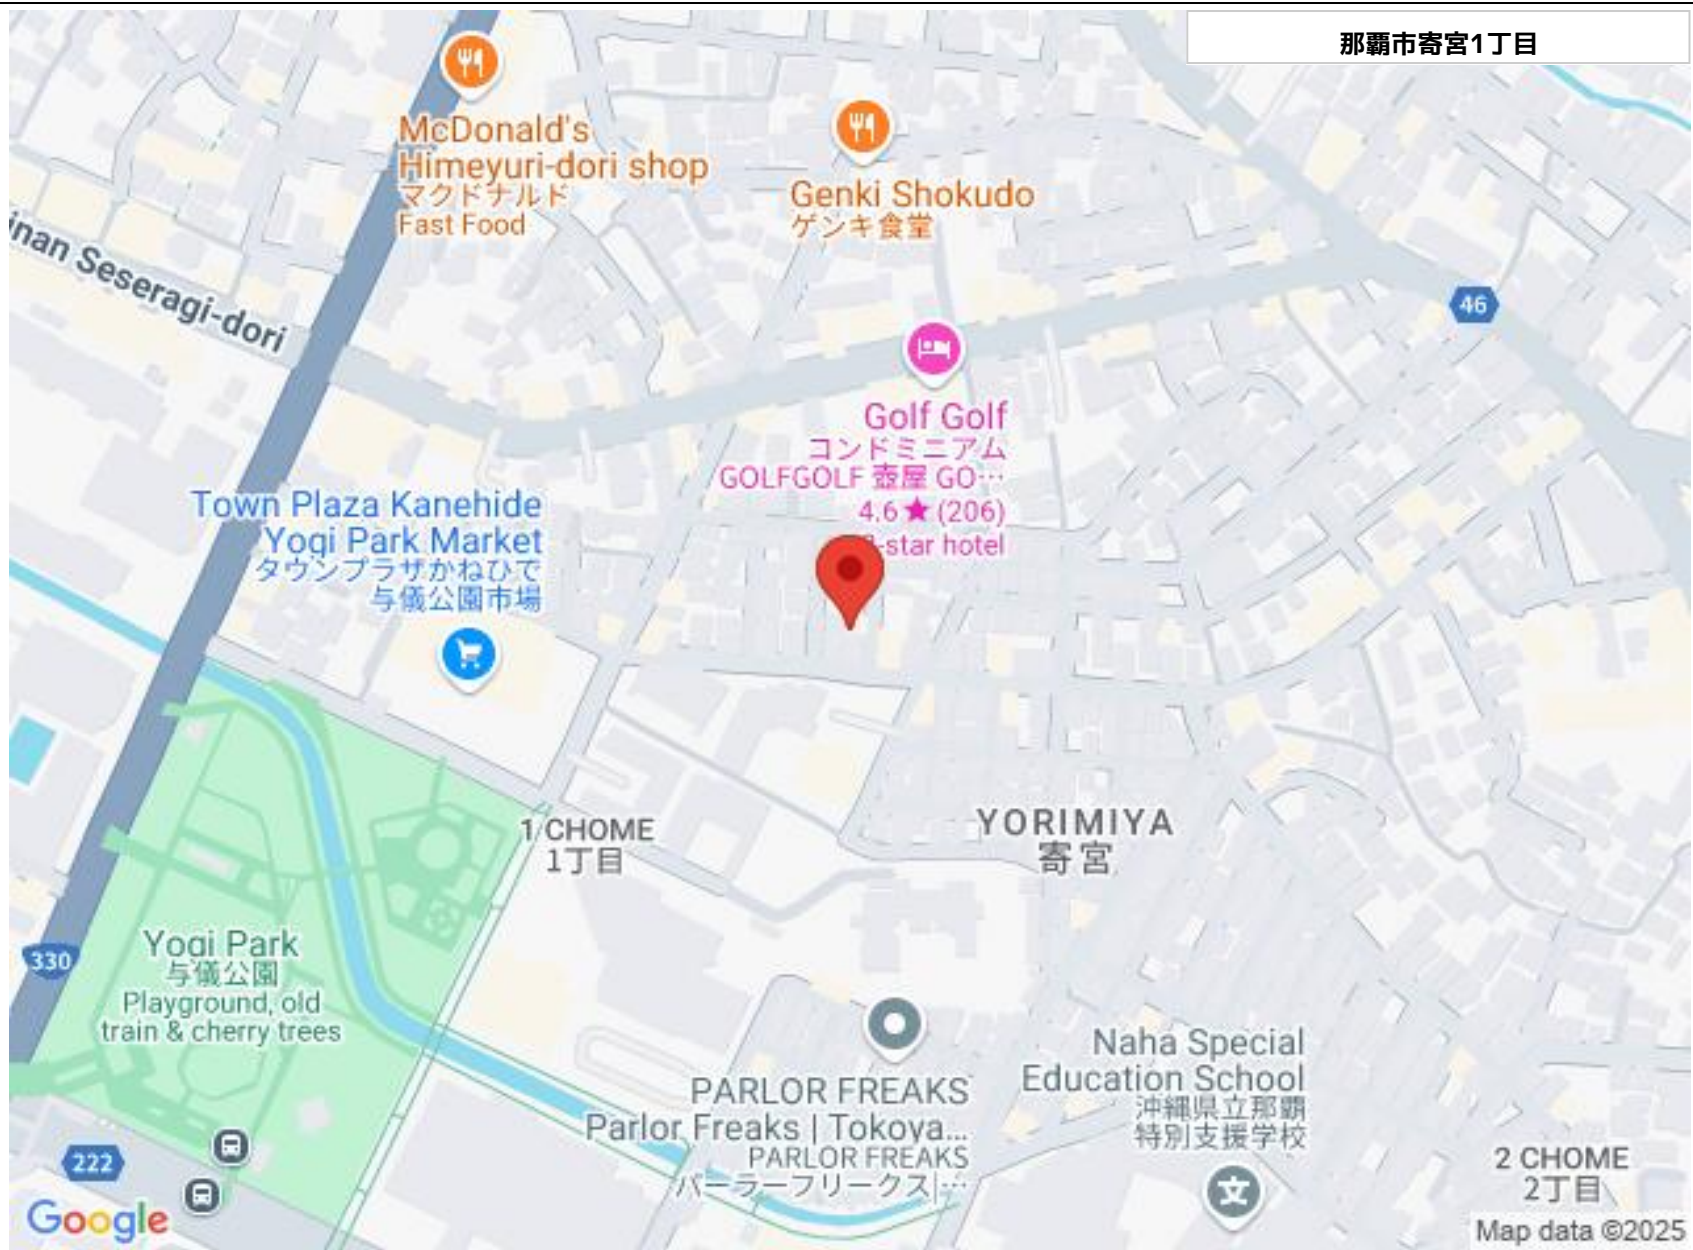 那覇市寄宮1丁目
McDonald's
Himeyuri-dori shop
マクドナルド
Fast Food
Genki Shokudo
ゲンキ食堂
inan Seseragi-dori
46
Golf Golf
コンドミニアム
GOLFGOLF 壺屋 GO…
4.6★(206)
-star hotel
Town Plaza Kanehide
Yogi Park Market
タウンプラザかねひで
与儀公園市場
1 CHOME
1丁目
YORIMIYA
寄宮
330
Yogi Park
与儀公園
Playground, old
train & cherry trees
PARLOR FREAKS
Parlor Freaks | Tokoya...
PARLOR FREAKS
パーラーフリークス|…
Naha Special
Education School
沖縄県立那覇
特別支援学校
文
222
2 CHOME
2丁目
Google
Map data ©2025